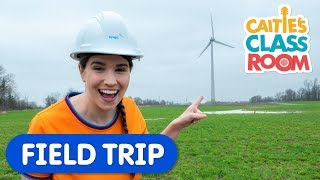 CAITIE'S
CLASS
ROOM
FIELD TRIP